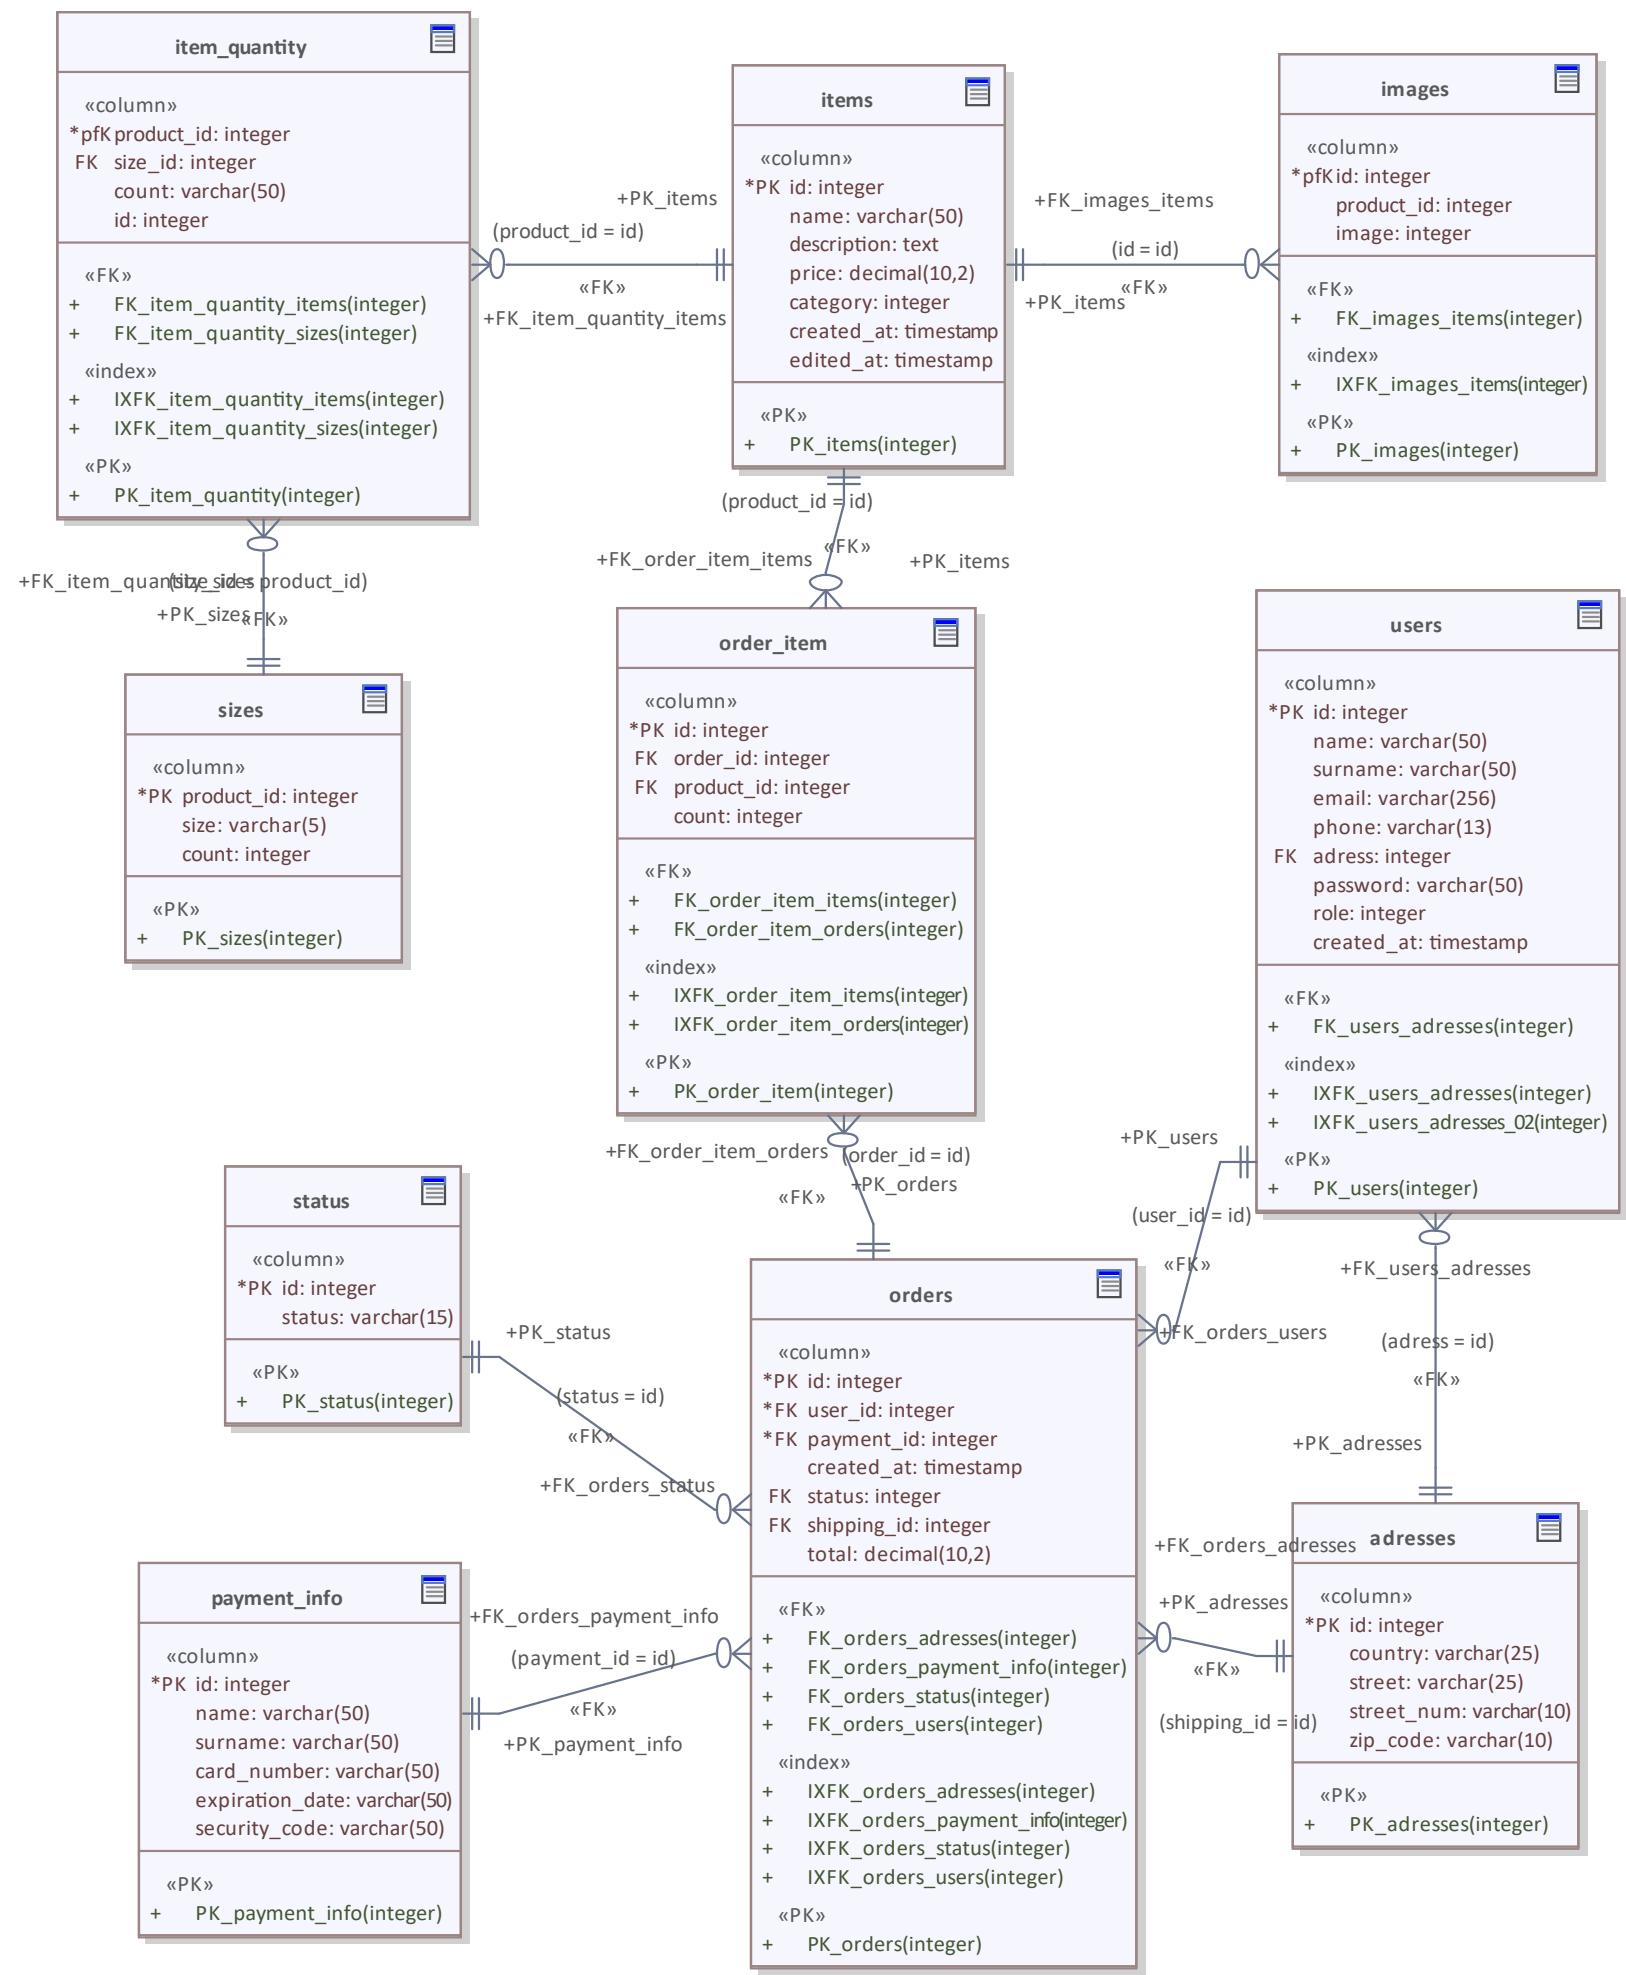 item_quantity
«column»
*pfK product_id: integer
FK size_id: integer
count: varchar(50)
id: integer
«FK»
+ FK_item_quantity_items(integer)
+ FK_item_quantity_sizes(integer)
«index»
+ IXFK_item_quantity_items(integer)
+ IXFK_item_quantity_sizes(integer)
«PK»
+ PK_item_quantity(integer)
+PK_items
(product_id = id)
«FK»
+FK_item_quantity_items
items
«column»
*PK id: integer
name: varchar(50)
description: text
price: decimal(10,2)
category: integer
created_at: timestamp
edited_at: timestamp
«PK»
+ PK_items(integer)
+FK_images_items
(id = id)
«FK»
+PK_items
images
«column»
*pfK id: integer
product_id: integer
image: integer
«FK»
+ FK_images_items(integer)
«index»
+ IXFK_images_items(integer)
«PK»
+ PK_images(integer)
(product_id = id)
«FK»
+FK_order_item_items
+PK_items
+FK_item_quantity_sizes
(size_id = product_id)
+PK_sizes
«FK»
sizes
«column»
*PK product_id: integer
size: varchar(5)
count: integer
«PK»
+ PK_sizes(integer)
order_item
«column»
*PK id: integer
FK order_id: integer
FK product_id: integer
count: integer
«FK»
+ FK_order_item_items(integer)
+ FK_order_item_orders(integer)
«index»
+ IXFK_order_item_items(integer)
+ IXFK_order_item_orders(integer)
«PK»
+ PK_order_item(integer)
users
«column»
*PK id: integer
name: varchar(50)
surname: varchar(50)
email: varchar(256)
phone: varchar(13)
FK adress: integer
password: varchar(50)
role: integer
created_at: timestamp
«FK»
+ FK_users_adresses(integer)
«index»
+ IXFK_users_adresses(integer)
+ IXFK_users_adresses_02(integer)
«PK»
+ PK_users(integer)
+FK_order_item_orders
(order_id = id)
+PK_orders
«FK»
+PK_users
(user_id = id)
«FK»
+FK_orders_users
+FK_users_adresses
(adress = id)
«FK»
+PK_adresses
status
«column»
*PK id: integer
status: varchar(15)
«PK»
+ PK_status(integer)
+PK_status
(status = id)
«FK»
+FK_orders_status
orders
«column»
*PK id: integer
*FK user_id: integer
*FK payment_id: integer
created_at: timestamp
FK status: integer
FK shipping_id: integer
total: decimal(10,2)
«FK»
+ FK_orders_adresses(integer)
+ FK_orders_payment_info(integer)
+ FK_orders_status(integer)
+ FK_orders_users(integer)
«index»
+ IXFK_orders_adresses(integer)
+ IXFK_orders_payment_info(integer)
+ IXFK_orders_status(integer)
+ IXFK_orders_users(integer)
«PK»
+ PK_orders(integer)
+FK_orders_adresses
+PK_adresses
«FK»
(shipping_id = id)
adresses
«column»
*PK id: integer
country: varchar(25)
street: varchar(25)
street_num: varchar(10)
zip_code: varchar(10)
«PK»
+ PK_adresses(integer)
payment_info
«column»
*PK id: integer
name: varchar(50)
surname: varchar(50)
card_number: varchar(50)
expiration_date: varchar(50)
security_code: varchar(50)
«PK»
+ PK_payment_info(integer)
+FK_orders_payment_info
(payment_id = id)
«FK»
+PK_payment_info